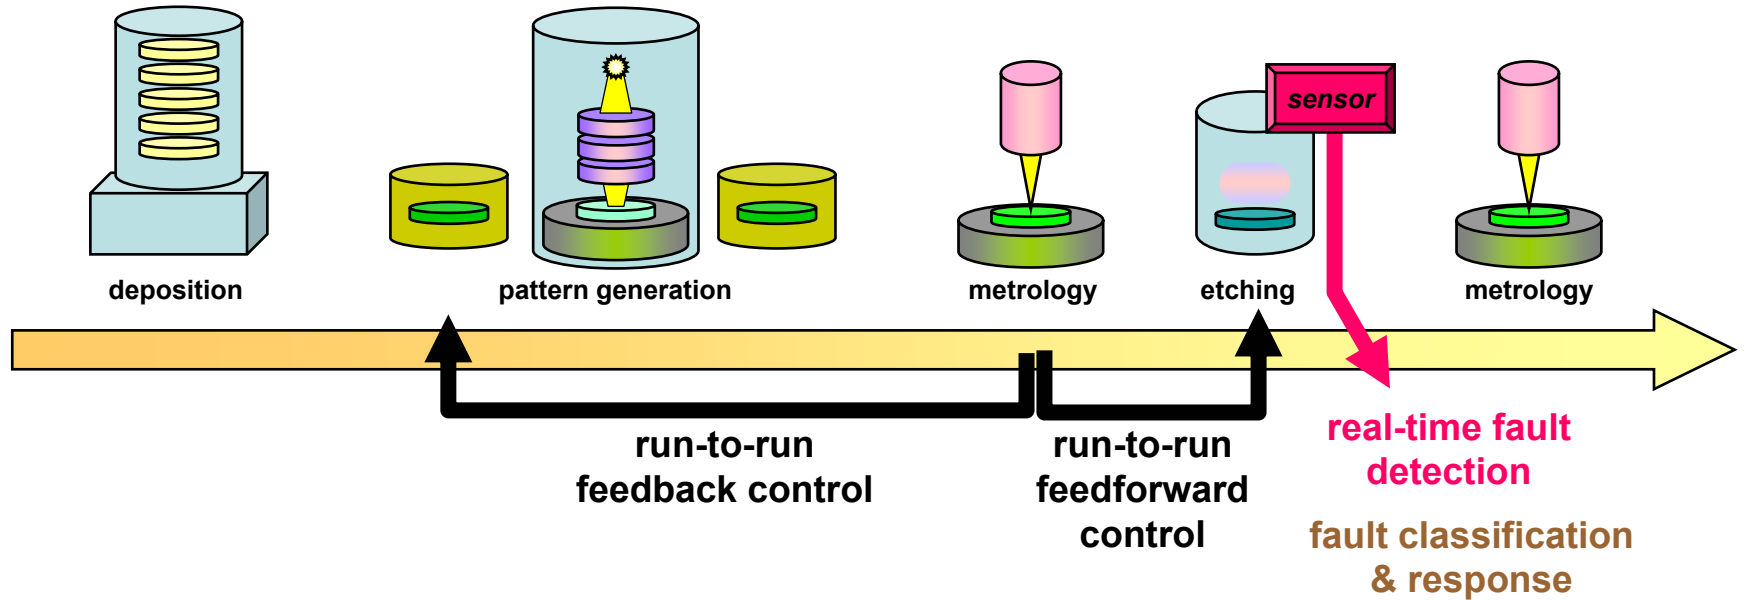 sensor
deposition
pattern generation
metrology
etching
metrology
run-to-run
feedback control
run-to-run
feedforward
control
real-time fault
detection
fault classification
& response